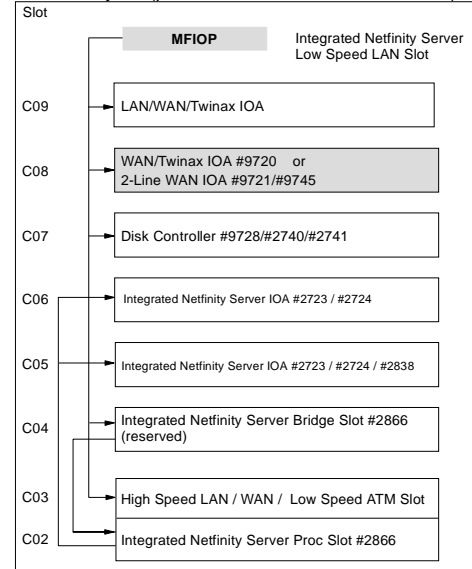 Slot
MFIOP
Integrated Netfinity Server
Low Speed LAN Slot
C09
LAN/WAN/Twinax IOA
C08
WAN/Twinax IOA #9720 or
2-Line WAN IOA #9721/#9745
C07
Disk Controller #9728/#2740/#2741
C06
Integrated Netfinity Server IOA #2723 / #2724
C05
Integrated Netfinity Server IOA #2723 / #2724 / #2838
C04
Integrated Netfinity Server Bridge Slot #2866
(reserved)
C03
High Speed LAN / WAN / Low Speed ATM Slot
C02
Integrated Netfinity Server Proc Slot #2866